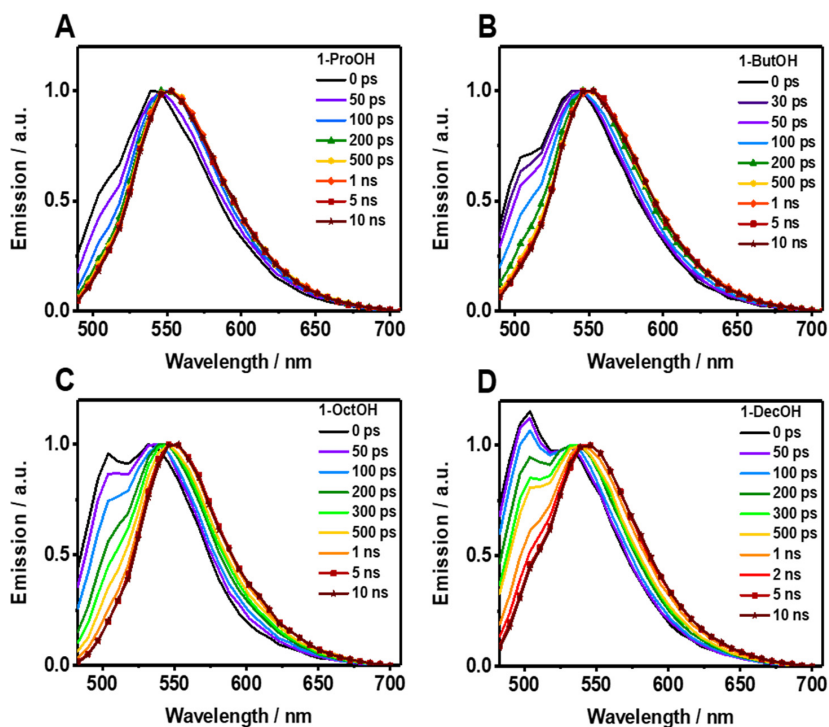 A
1-ProOH
0 ps
50 ps
100 ps
200 ps
500 ps
1 ns
5 ns
10 ns
1.0
0.5
0.0
Emission / a.u.
500 550 600 650 700
Wavelength / nm
B
1-ButOH
0 ps
30 ps
50 ps
100 ps
200 ps
500 ps
1 ns
5 ns
10 ns
1.0
0.5
0.0
Emission / a.u.
500 550 600 650 700
Wavelength / nm
C
1-OctOH
0 ps
50 ps
100 ps
200 ps
300 ps
500 ps
1 ns
5 ns
10 ns
1.0
0.5
0.0
Emission / a.u.
500 550 600 650 700
Wavelength / nm
D
1-DecOH
0 ps
50 ps
100 ps
200 ps
300 ps
500 ps
1 ns
2 ns
5 ns
10 ns
1.0
0.5
0.0
Emission / a.u.
500 550 600 650 700
Wavelength / nm